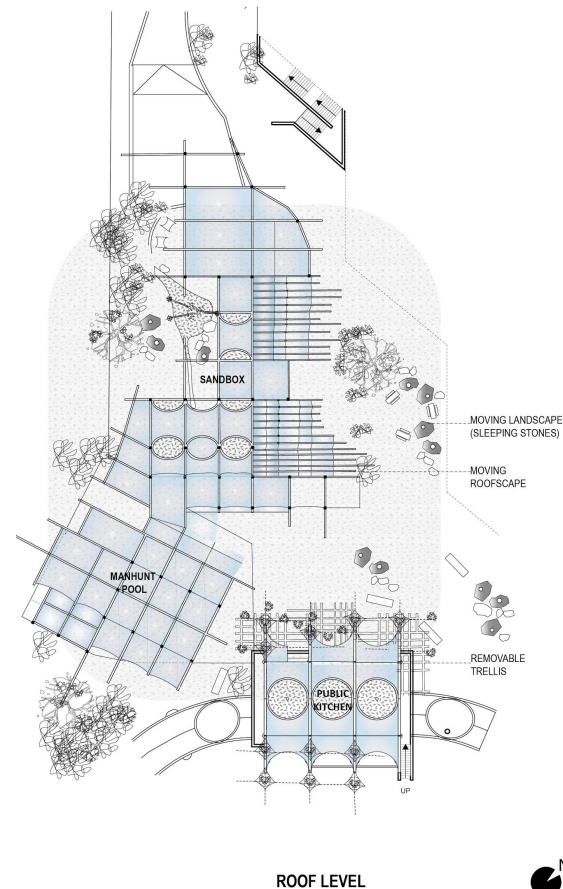 SANDBOX
MOVING LANDSCAPE
(SLEEPING STONES)
MOVING
ROOFSCAPE
MANHUNT
POOL
REMOVABLE
TRELLIS
PUBLIC
KITCHEN
UP
ROOF LEVEL
N